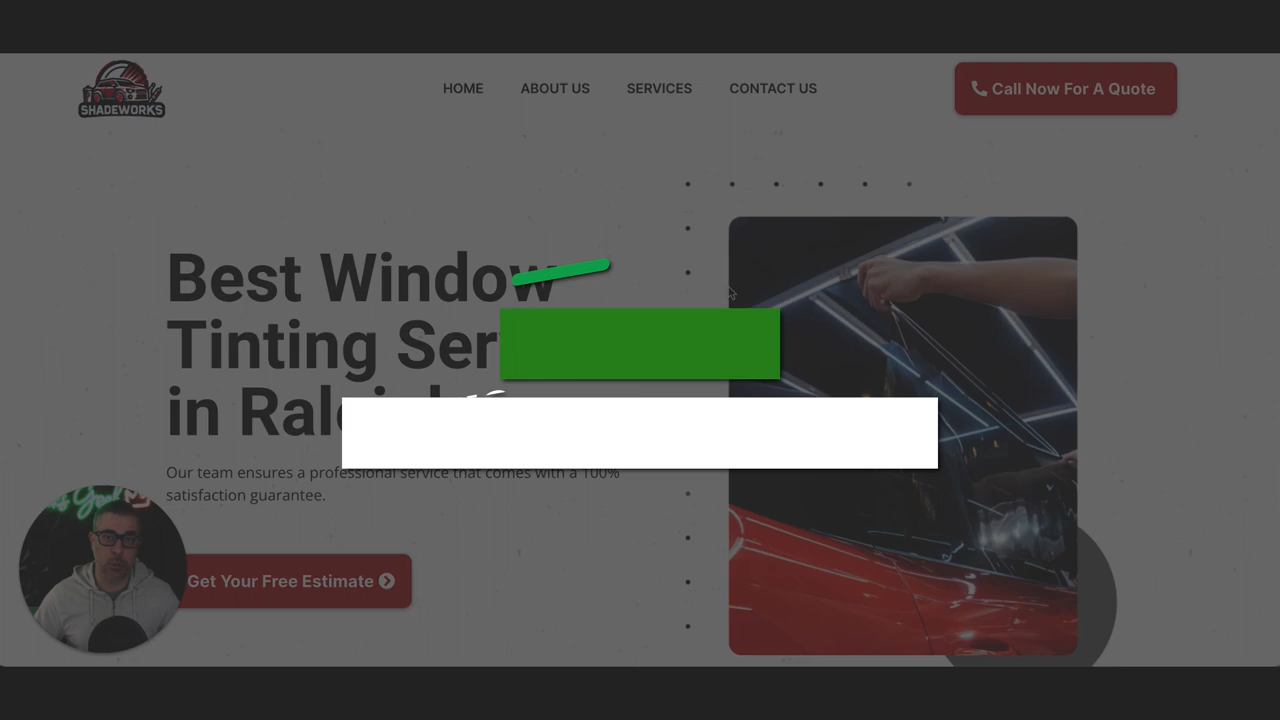 SHADEWORKS
HOME
ABOUT US
SERVICES
CONTACT US
Call Now For A Quote
Best Window
Tinting Ser
in Ral
Our team ensures a professional service that comes with a 100%
satisfaction guarantee.
Get Your Free Estimate